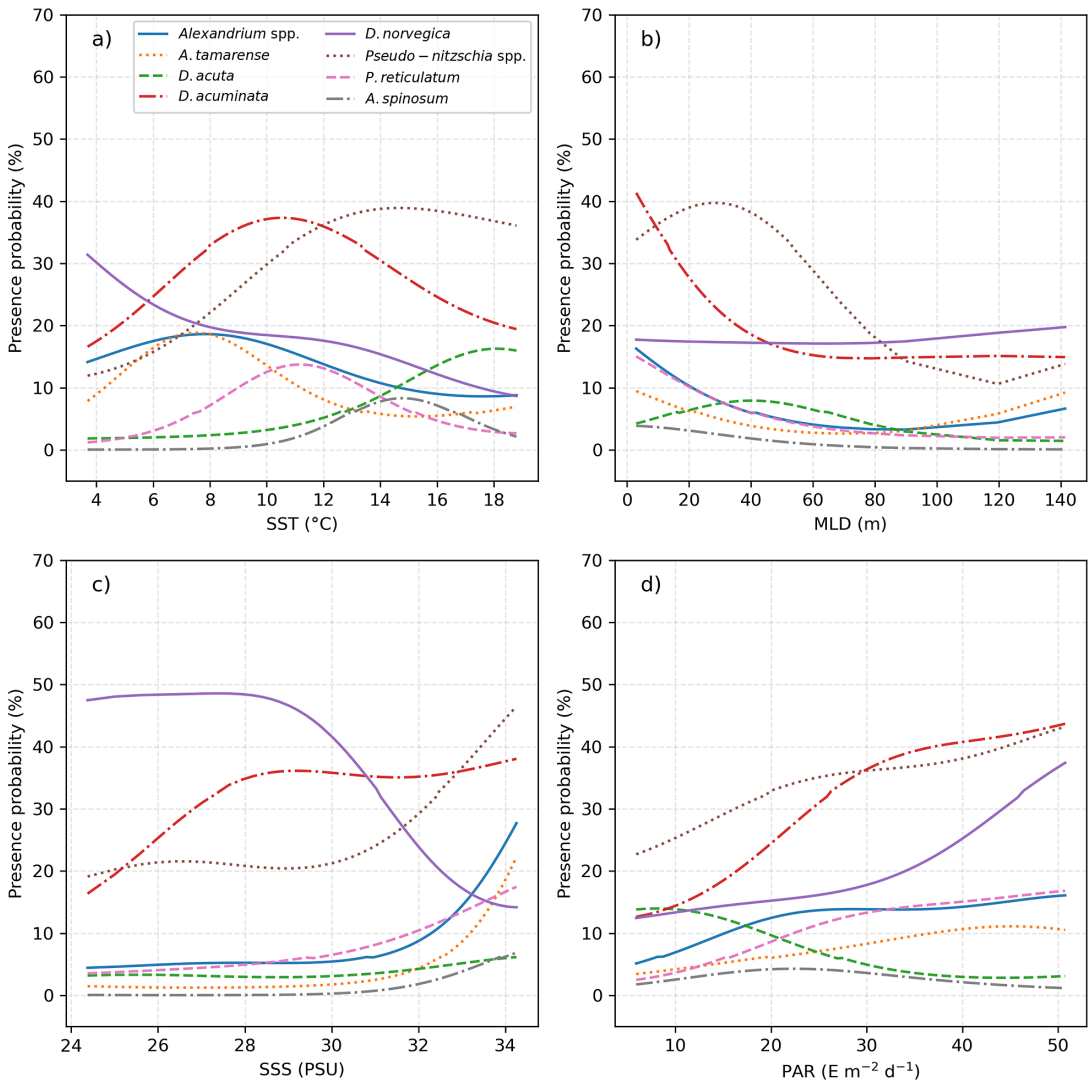 a)
Alexandrium spp.
A. tamarense
D. acuta
D. acuminata
D. norvegica
Pseudo − nitzschia spp.
P. reticulatum
A. spinosum
Presence probability (%)
70
60
50
40
30
20
10
0
4 6 8 10 12 14 16 18
SST (°C)
b)
Presence probability (%)
70
60
50
40
30
20
10
0
0 20 40 60 80 100 120 140
MLD (m)
c)
Presence probability (%)
70
60
50
40
30
20
10
0
24 26 28 30 32 34
SSS (PSU)
d)
Presence probability (%)
70
60
50
40
30
20
10
0
10 20 30 40 50
PAR (E m⁻² d⁻¹)